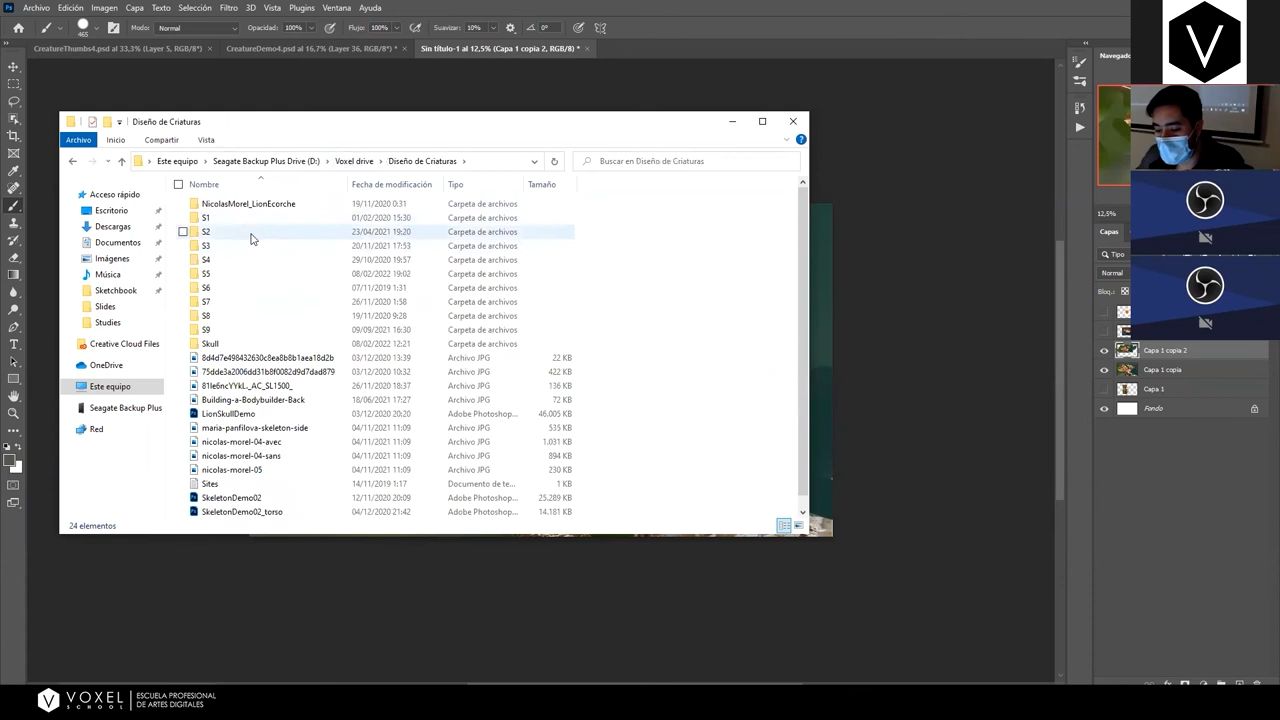 Ps Archivo Edición Imagen Capa Texto Selección Filtro 3D Vista Plugins Ventana Ayuda
465 Modo: Normal Opacidad: 100% Flujo: 100% Suavizar: 10% 0°
CreatureThumbs4.psd al 33,3% (Layer 5, RGB/8*) × CreatureDemo4.psd al 16,7% (Layer 36, RGB/8*) * × Sin título-1 al 12,5% (Capa 1 copia 2, RGB/8) * ×
Navegador
12,5%
Capas
Tipo
Normal
Bloq.:
Capa 1 copia 2
Capa 1 copia
Capa 1
Fondo
Diseño de Criaturas
Archivo Inicio Compartir Vista
Este equipo > Seagate Backup Plus Drive (D:) > Voxel drive > Diseño de Criaturas >
Buscar en Diseño de Criaturas
Acceso rápido
Escritorio
Descargas
Documentos
Imágenes
Música
Sketchbook
Slides
Studies
Creative Cloud Files
OneDrive
Este equipo
Seagate Backup Plus
Red
Nombre Fecha de modificación Tipo Tamaño
NicolasMorel_LionEcorche 19/11/2020 0:31 Carpeta de archivos
S1 01/02/2020 15:30 Carpeta de archivos
S2 23/04/2021 19:20 Carpeta de archivos
S3 20/11/2021 17:53 Carpeta de archivos
S4 29/10/2020 19:57 Carpeta de archivos
S5 08/02/2022 19:02 Carpeta de archivos
S6 07/11/2019 1:31 Carpeta de archivos
S7 26/11/2020 1:58 Carpeta de archivos
S8 19/11/2020 9:28 Carpeta de archivos
S9 09/09/2021 16:30 Carpeta de archivos
Skull 08/02/2022 12:21 Carpeta de archivos
8d4d7e498432630c8ea8b8b1aea18d2b 03/12/2020 13:39 Archivo JPG 22 KB
75dde3a2006dd31b8f0082d9d7dad879 03/12/2020 10:32 Archivo JPG 422 KB
81Ie6ncYYkL._AC_SL1500_ 26/11/2020 18:37 Archivo JPG 136 KB
Building-a-Bodybuilder-Back 18/06/2021 17:27 Archivo JPG 72 KB
LionSkullDemo 03/12/2020 20:20 Adobe Photoshop... 46.005 KB
maria-panfilova-skeleton-side 04/11/2021 11:09 Archivo JPG 535 KB
nicolas-morel-04-avec 04/11/2021 11:09 Archivo JPG 1.031 KB
nicolas-morel-04-sans 04/11/2021 11:09 Archivo JPG 894 KB
nicolas-morel-05 04/11/2021 11:09 Archivo JPG 230 KB
Sites 14/11/2019 1:17 Documento de te... 1 KB
SkeletonDemo02 12/11/2020 20:09 Adobe Photoshop... 25.289 KB
SkeletonDemo02_torso 04/12/2020 21:42 Adobe Photoshop... 14.181 KB
24 elementos
V
VOXEL SCHOOL
ESCUELA PROFESIONAL
DE ARTES DIGITALES